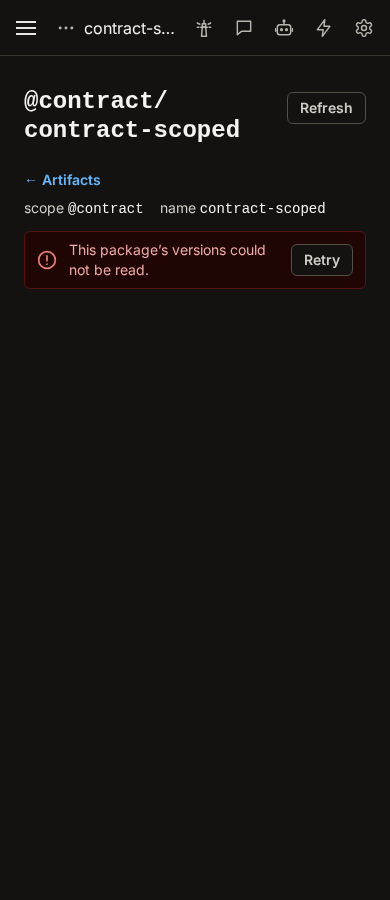 contract-s...
@contract/
contract-scoped
Refresh
← Artifacts
scope @contract name contract-scoped
This package's versions could
not be read.
Retry